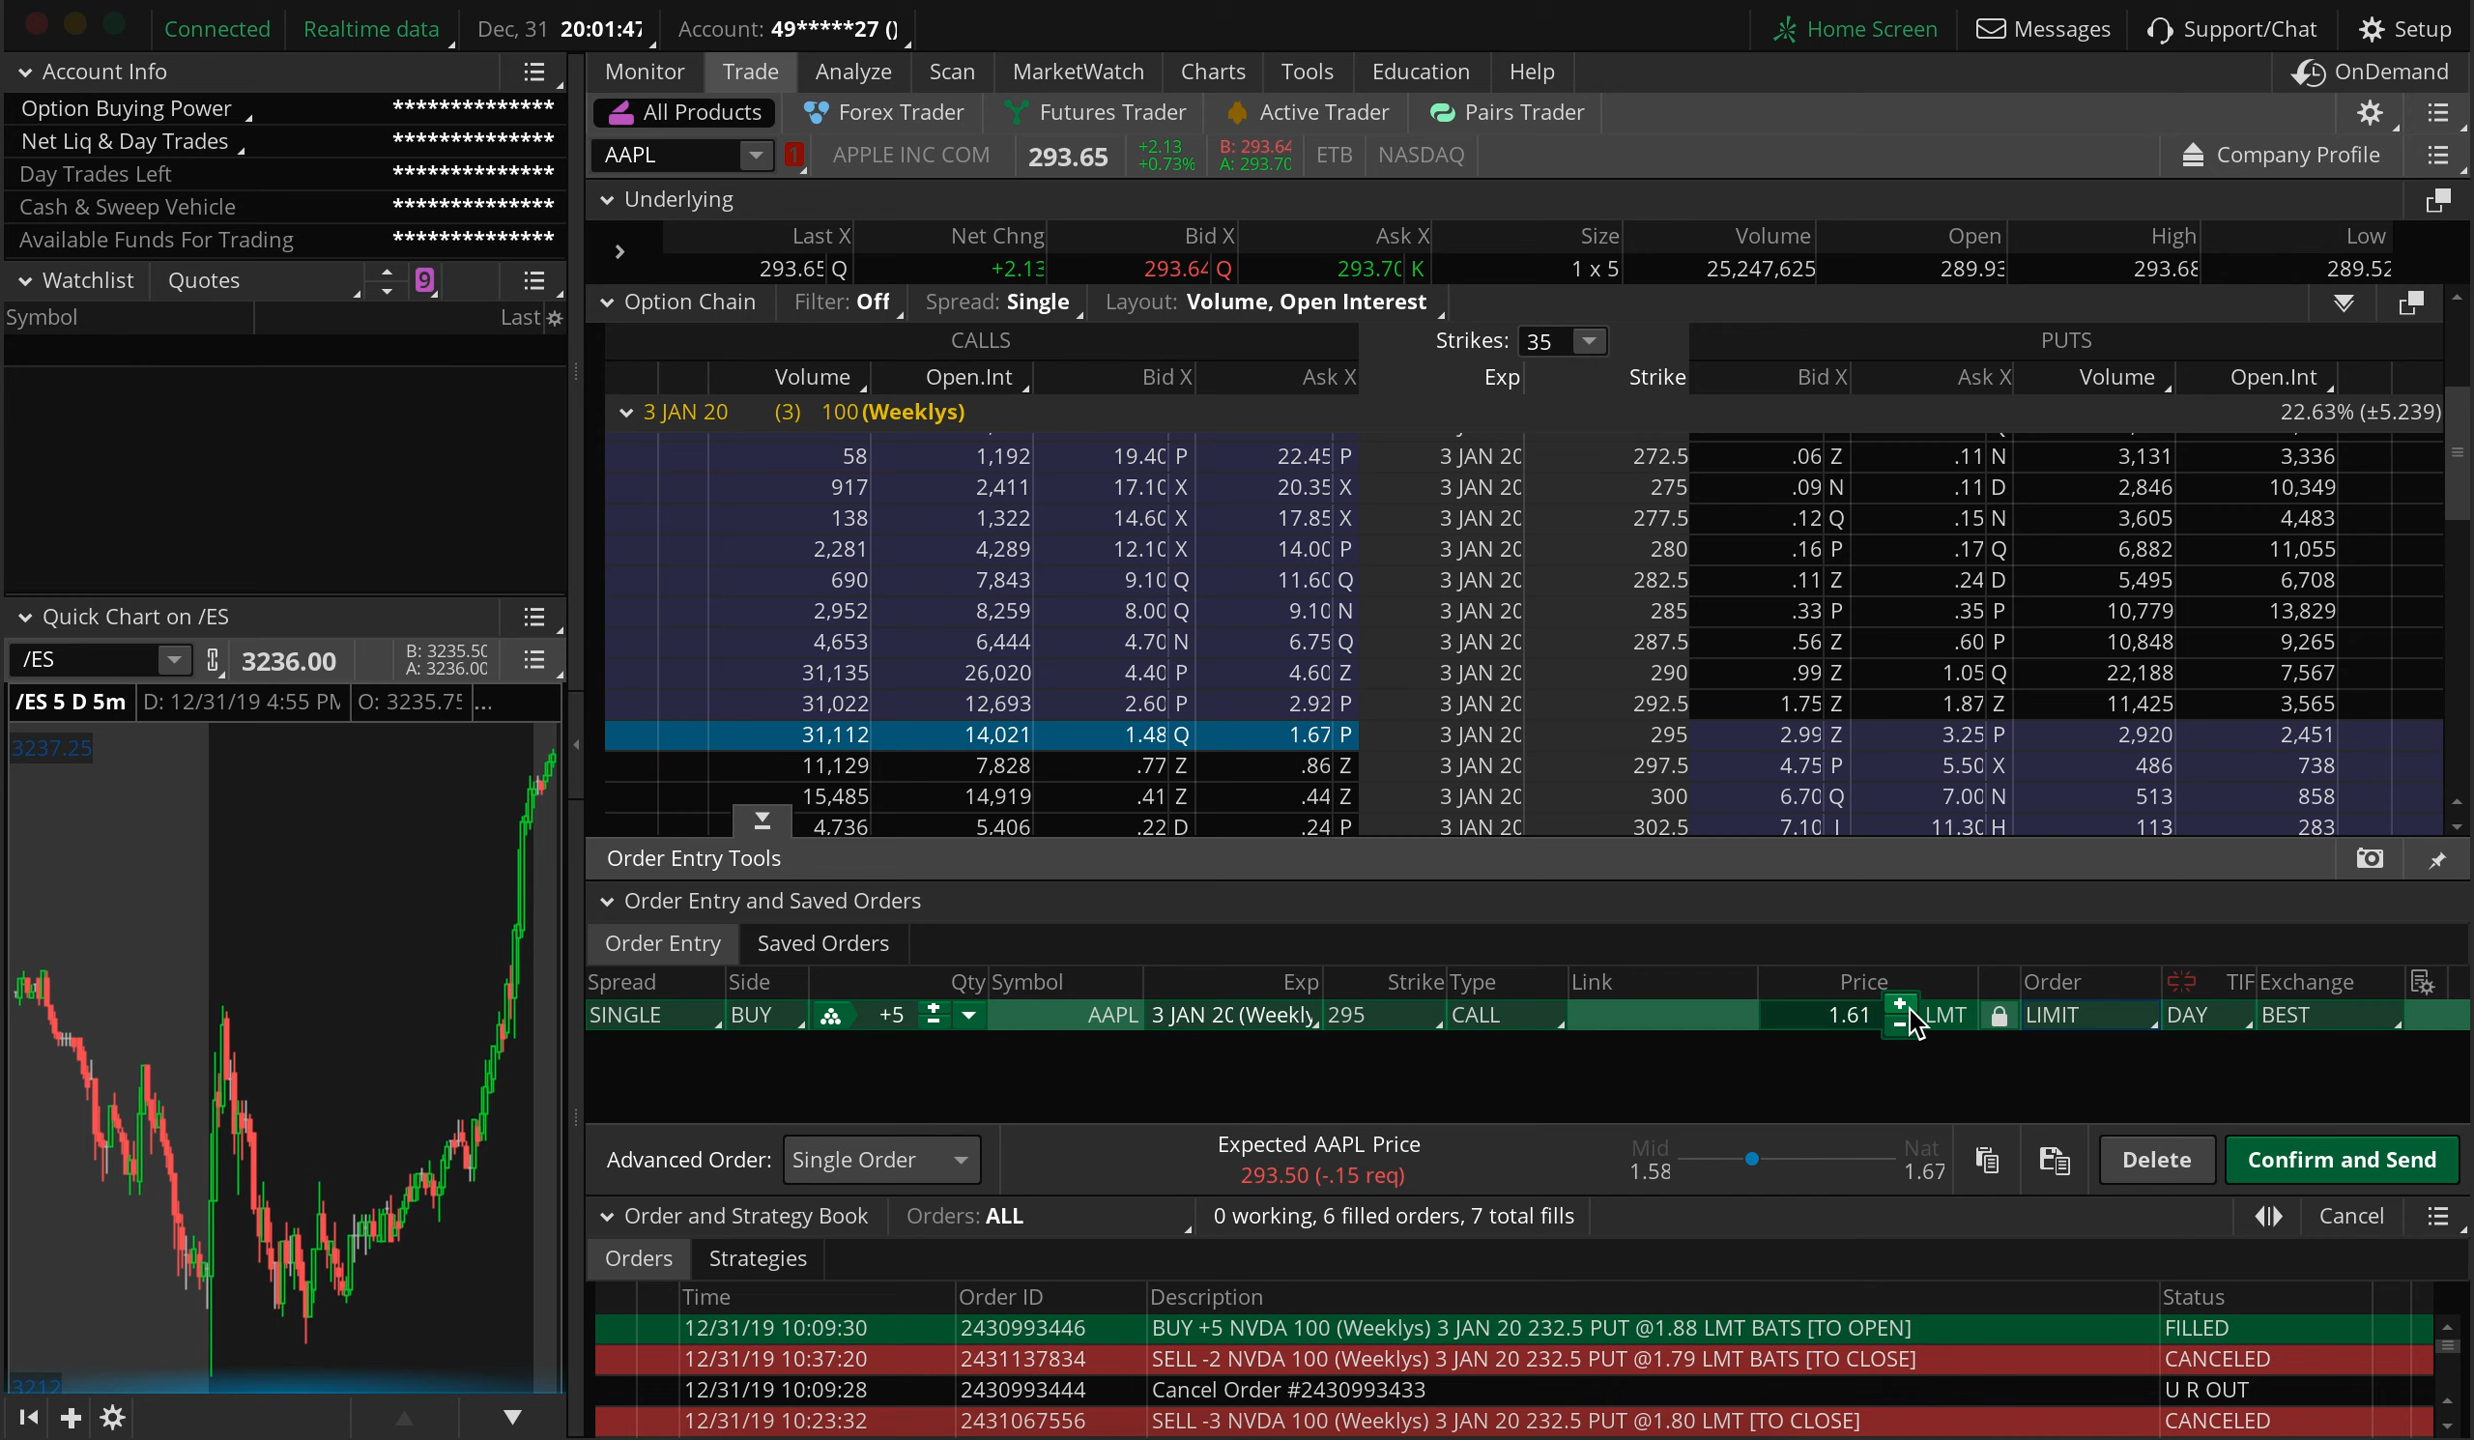 Connected Realtime data Dec, 31 20:01:47 Account: 49*****27 () Home Screen Messages Support/Chat Setup
Account Info
Option Buying Power **************
Net Liq & Day Trades **************
Day Trades Left **************
Cash & Sweep Vehicle **************
Available Funds For Trading **************
Watchlist Quotes 9
Symbol Last
Quick Chart on /ES
/ES 3236.00 B: 3235.50 A: 3236.00
/ES 5 D 5m D: 12/31/19 4:55 PM O: 3235.75 ...
3237.25
3212
Monitor Trade Analyze Scan MarketWatch Charts Tools Education Help OnDemand
All Products Forex Trader Futures Trader Active Trader Pairs Trader
AAPL 1 APPLE INC COM 293.65 +2.13 +0.73% B: 293.64 A: 293.70 ETB NASDAQ Company Profile
Underlying
Last X Net Chng Bid X Ask X Size Volume Open High Low
293.65 Q +2.13 293.64 Q 293.70 K 1 x 5 25,247,625 289.93 293.68 289.52
Option Chain Filter: Off Spread: Single Layout: Volume, Open Interest
CALLS Strikes: 35 PUTS
Volume Open.Int Bid X Ask X Exp Strike Bid X Ask X Volume Open.Int
3 JAN 20 (3) 100 (Weeklys) 22.63% (±5.239)
58 1,192 19.40 P 22.45 P 3 JAN 20 272.5 .06 Z .11 N 3,131 3,336
917 2,411 17.10 X 20.35 X 3 JAN 20 275 .09 N .11 D 2,846 10,349
138 1,322 14.60 X 17.85 X 3 JAN 20 277.5 .12 Q .15 N 3,605 4,483
2,281 4,289 12.10 X 14.00 P 3 JAN 20 280 .16 P .17 Q 6,882 11,055
690 7,843 9.10 Q 11.60 Q 3 JAN 20 282.5 .11 Z .24 D 5,495 6,708
2,952 8,259 8.00 Q 9.10 N 3 JAN 20 285 .33 P .35 P 10,779 13,829
4,653 6,444 4.70 N 6.75 Q 3 JAN 20 287.5 .56 Z .60 P 10,848 9,265
31,135 26,020 4.40 P 4.60 Z 3 JAN 20 290 .99 Z 1.05 Q 22,188 7,567
31,022 12,693 2.60 P 2.92 P 3 JAN 20 292.5 1.75 Z 1.87 Z 11,425 3,565
31,112 14,021 1.48 Q 1.67 P 3 JAN 20 295 2.99 Z 3.25 P 2,920 2,451
11,129 7,828 .77 Z .86 Z 3 JAN 20 297.5 4.75 P 5.50 X 486 738
15,485 14,919 .41 Z .44 Z 3 JAN 20 300 6.70 Q 7.00 N 513 858
4,736 5,406 .22 D .24 P 3 JAN 20 302.5 7.10 I 11.30 H 113 283
Order Entry Tools
Order Entry and Saved Orders
Order Entry Saved Orders
Spread Side Qty Symbol Exp Strike Type Link Price Order TIF Exchange
SINGLE BUY +5 AAPL 3 JAN 20 (Weekly 295 CALL 1.61 LMT LIMIT DAY BEST
Advanced Order: Single Order Expected AAPL Price 293.50 (-.15 req) Mid 1.58 Nat 1.67 Delete Confirm and Send
Order and Strategy Book Orders: ALL 0 working, 6 filled orders, 7 total fills Cancel
Orders Strategies
Time Order ID Description Status
12/31/19 10:09:30 2430993446 BUY +5 NVDA 100 (Weeklys) 3 JAN 20 232.5 PUT @1.88 LMT BATS [TO OPEN] FILLED
12/31/19 10:37:20 2431137834 SELL -2 NVDA 100 (Weeklys) 3 JAN 20 232.5 PUT @1.79 LMT BATS [TO CLOSE] CANCELED
12/31/19 10:09:28 2430993444 Cancel Order #2430993433 U R OUT
12/31/19 10:23:32 2431067556 SELL -3 NVDA 100 (Weeklys) 3 JAN 20 232.5 PUT @1.80 LMT [TO CLOSE] CANCELED